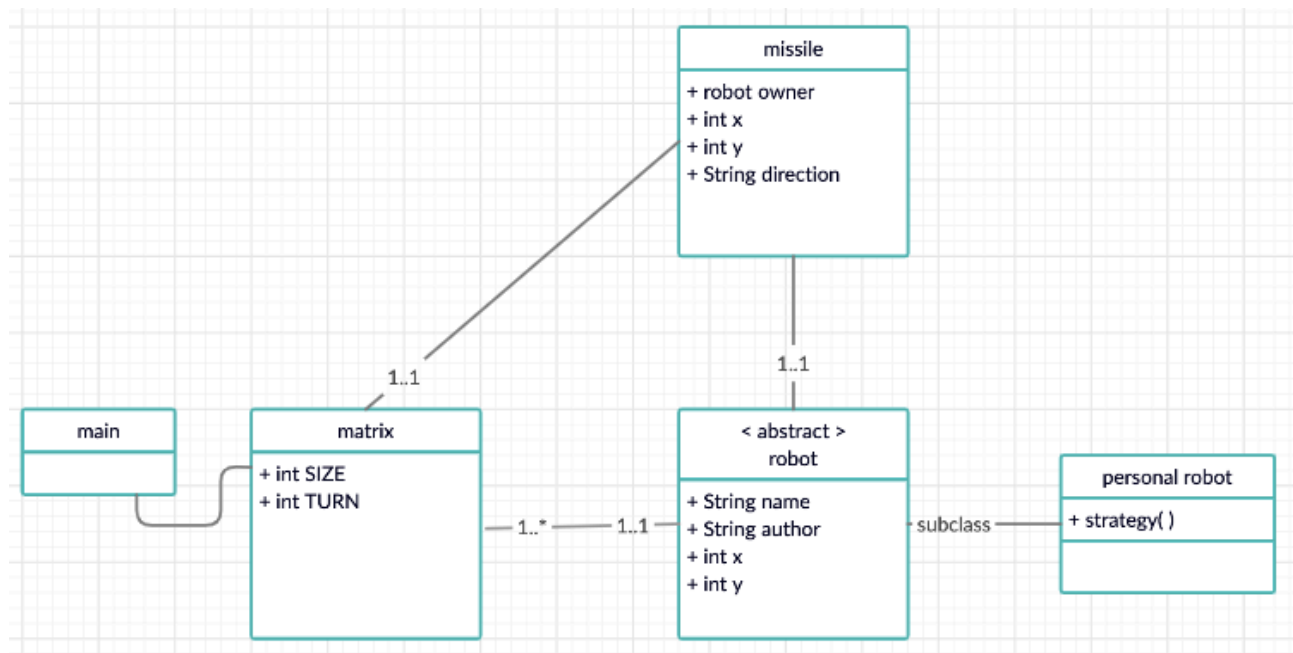 missile
+ robot owner
+ int x
+ int y
+ String direction
1..1
1..1
main
matrix
+ int SIZE
+ int TURN
1..*
1..1
< abstract >
robot
+ String name
+ String author
+ int x
+ int y
subclass
personal robot
+ strategy( )